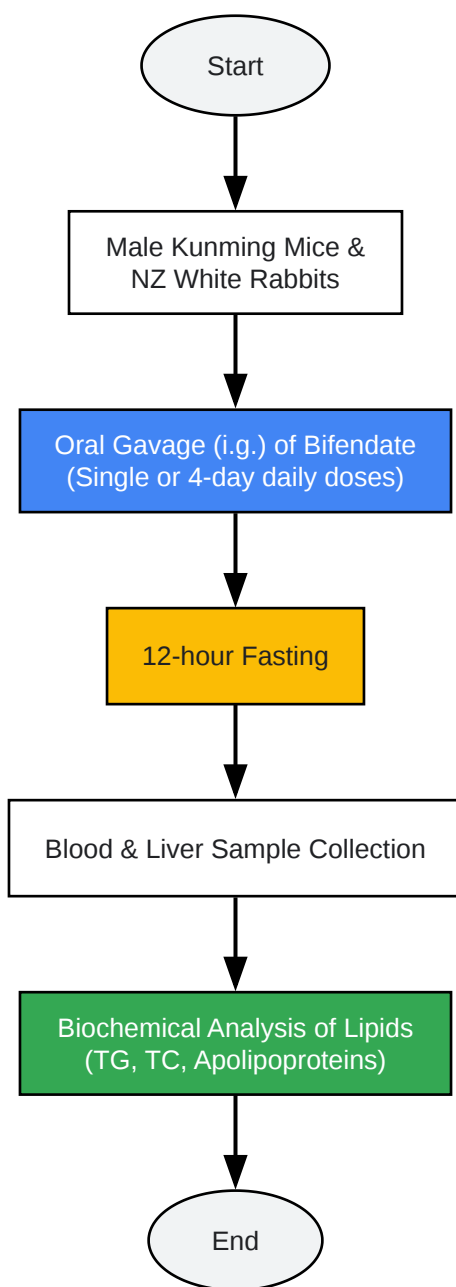 Start
Male Kunming Mice &
NZ White Rabbits
Oral Gavage (i.g.) of Bifendate
(Single or 4-day daily doses)
12-hour Fasting
Blood & Liver Sample Collection
Biochemical Analysis of Lipids
(TG, TC, Apolipoproteins)
End